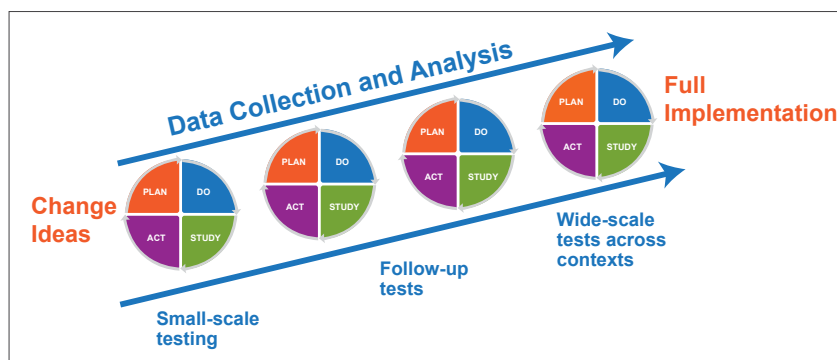 Data Collection and Analysis
Change
Ideas
PLAN
DO
ACT
STUDY
PLAN
DO
ACT
STUDY
PLAN
DO
ACT
STUDY
PLAN
DO
ACT
STUDY
Full
Implementation
Small-scale
testing
Follow-up
tests
Wide-scale
tests across
contexts